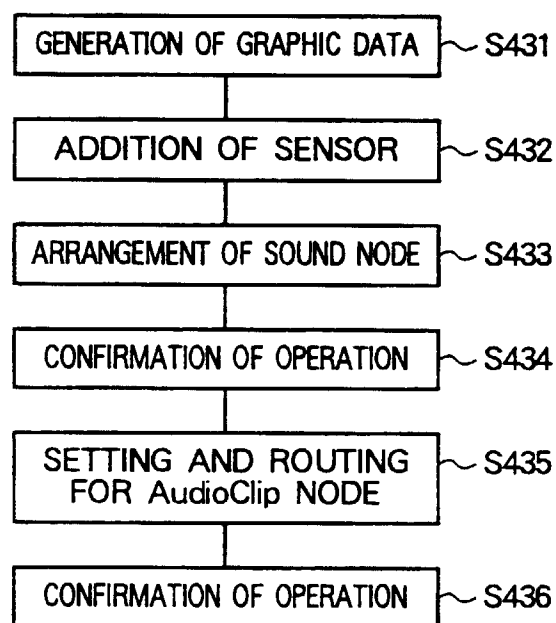 GENERATION OF GRAPHIC DATA S431
ADDITION OF SENSOR S432
ARRANGEMENT OF SOUND NODE S433
CONFIRMATION OF OPERATION S434
SETTING AND ROUTING
FOR AudioClip NODE S435
CONFIRMATION OF OPERATION S436